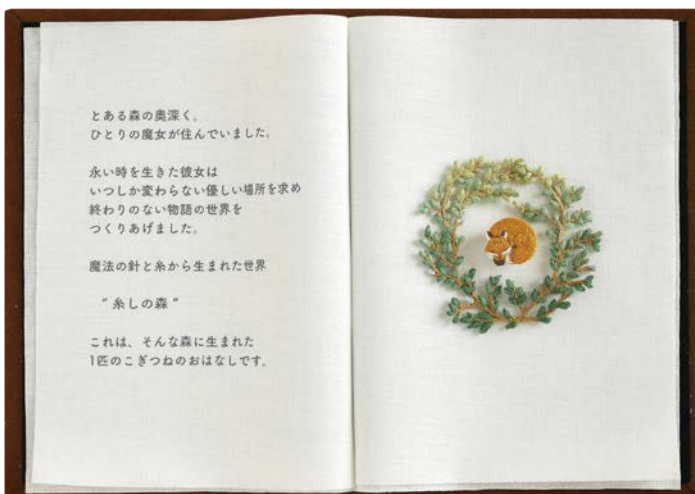 とある森の奥深く。
ひとりの魔女が住んでいました。
永い時を生きた彼女は
いつしか変わらない優しい場所を求め
終わりのない物語の世界を
つくりあげました。
魔法の針と糸から生まれた世界
”糸しの森”
これは、そんな森に生まれた
1匹のこぎつねのおはなしです。